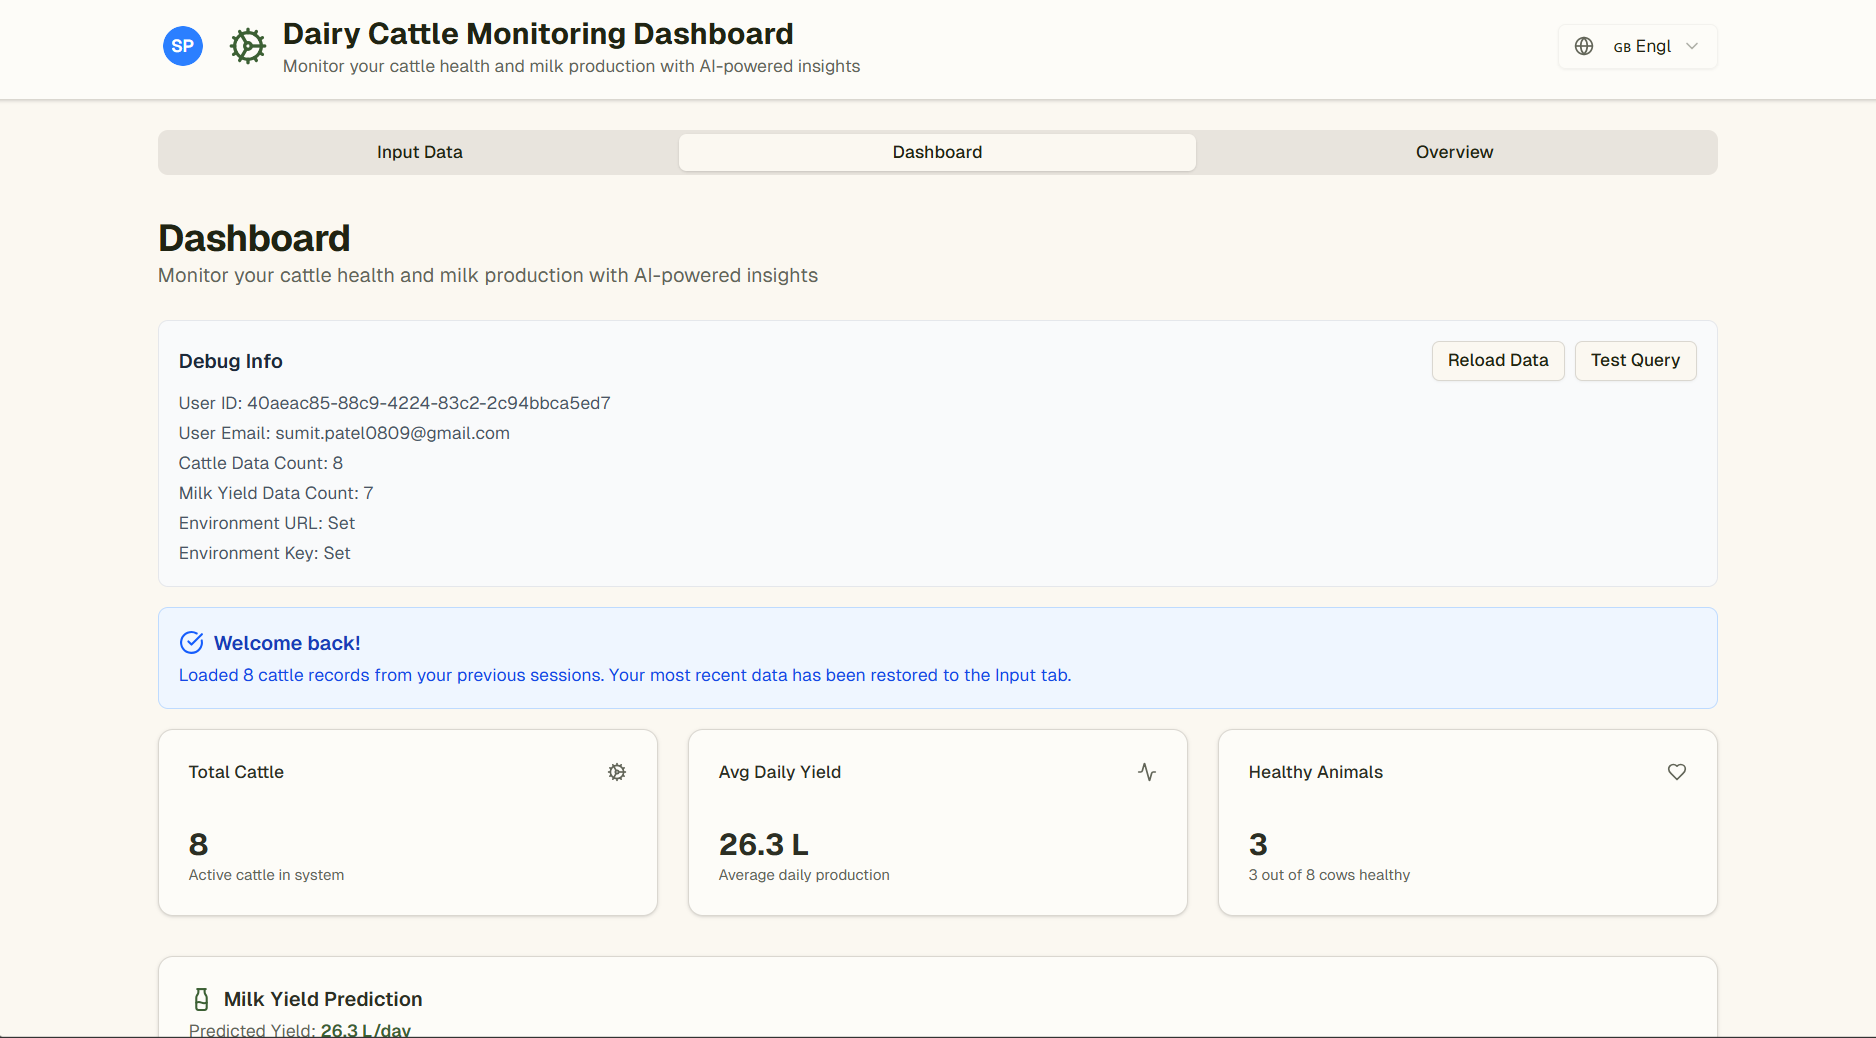 SP
Dairy Cattle Monitoring Dashboard
Monitor your cattle health and milk production with AI-powered insights
GB Engl
Input Data
Dashboard
Overview
Dashboard
Monitor your cattle health and milk production with AI-powered insights
Debug Info
Reload Data
Test Query
User ID: 40aeac85-88c9-4224-83c2-2c94bbca5ed7
User Email: sumit.patel0809@gmail.com
Cattle Data Count: 8
Milk Yield Data Count: 7
Environment URL: Set
Environment Key: Set
Welcome back!
Loaded 8 cattle records from your previous sessions. Your most recent data has been restored to the Input tab.
Total Cattle
8
Active cattle in system
Avg Daily Yield
26.3 L
Average daily production
Healthy Animals
3
3 out of 8 cows healthy
Milk Yield Prediction
Predicted Yield: 26.3 L/day